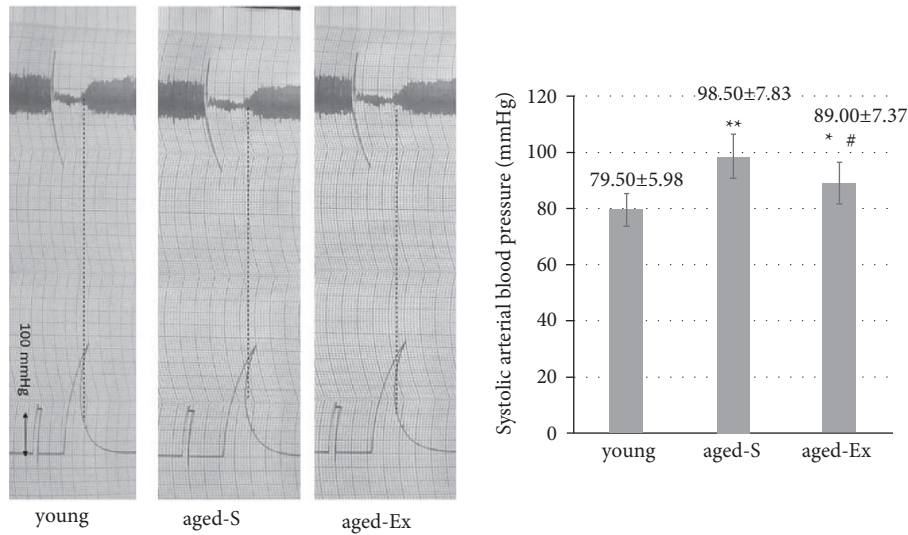 100 mmHg
young
aged-S
aged-Ex
Systolic arterial blood pressure (mmHg)
120
100
80
60
40
20
0
79.50±5.98
98.50±7.83
**
89.00±7.37
* #
young
aged-S
aged-Ex